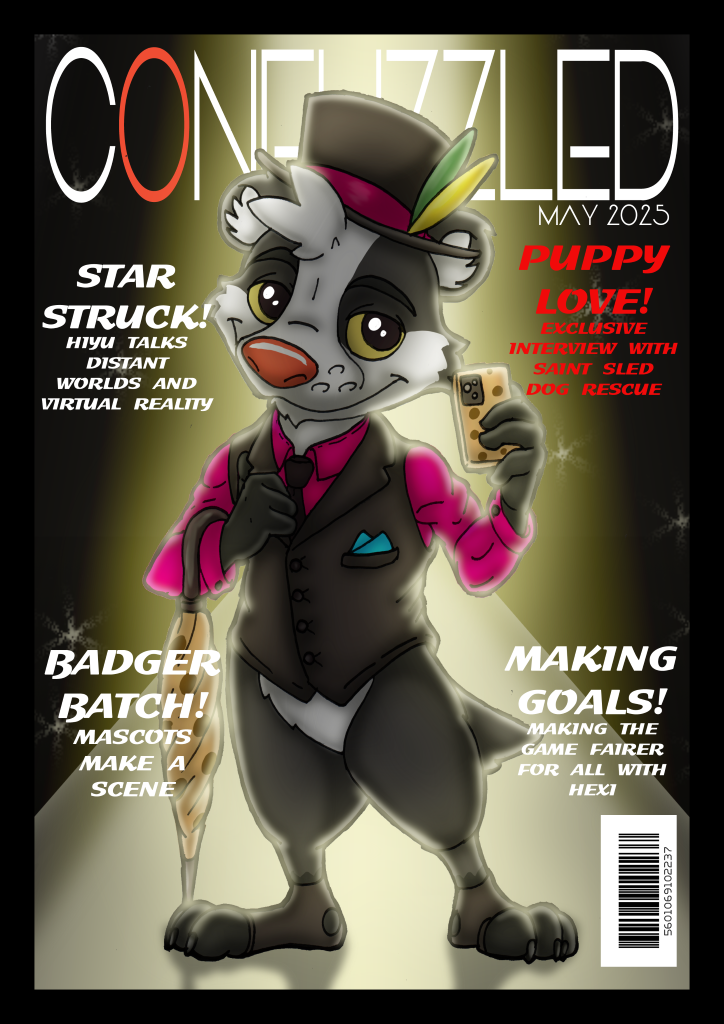 CONFUZZLED
MAY 2025
STAR
STRUCK!
HIYU TALKS
DISTANT
WORLDS AND
VIRTUAL REALITY
PUPPY
LOVE!
EXCLUSIVE
INTERVIEW WITH
SAINT SLED
DOG RESCUE
BADGER
BATCH!
MASCOTS
MAKE A
SCENE
MAKING
GOALS!
MAKING THE
GAME FAIRER
FOR ALL WITH
HEXI
5601069102237